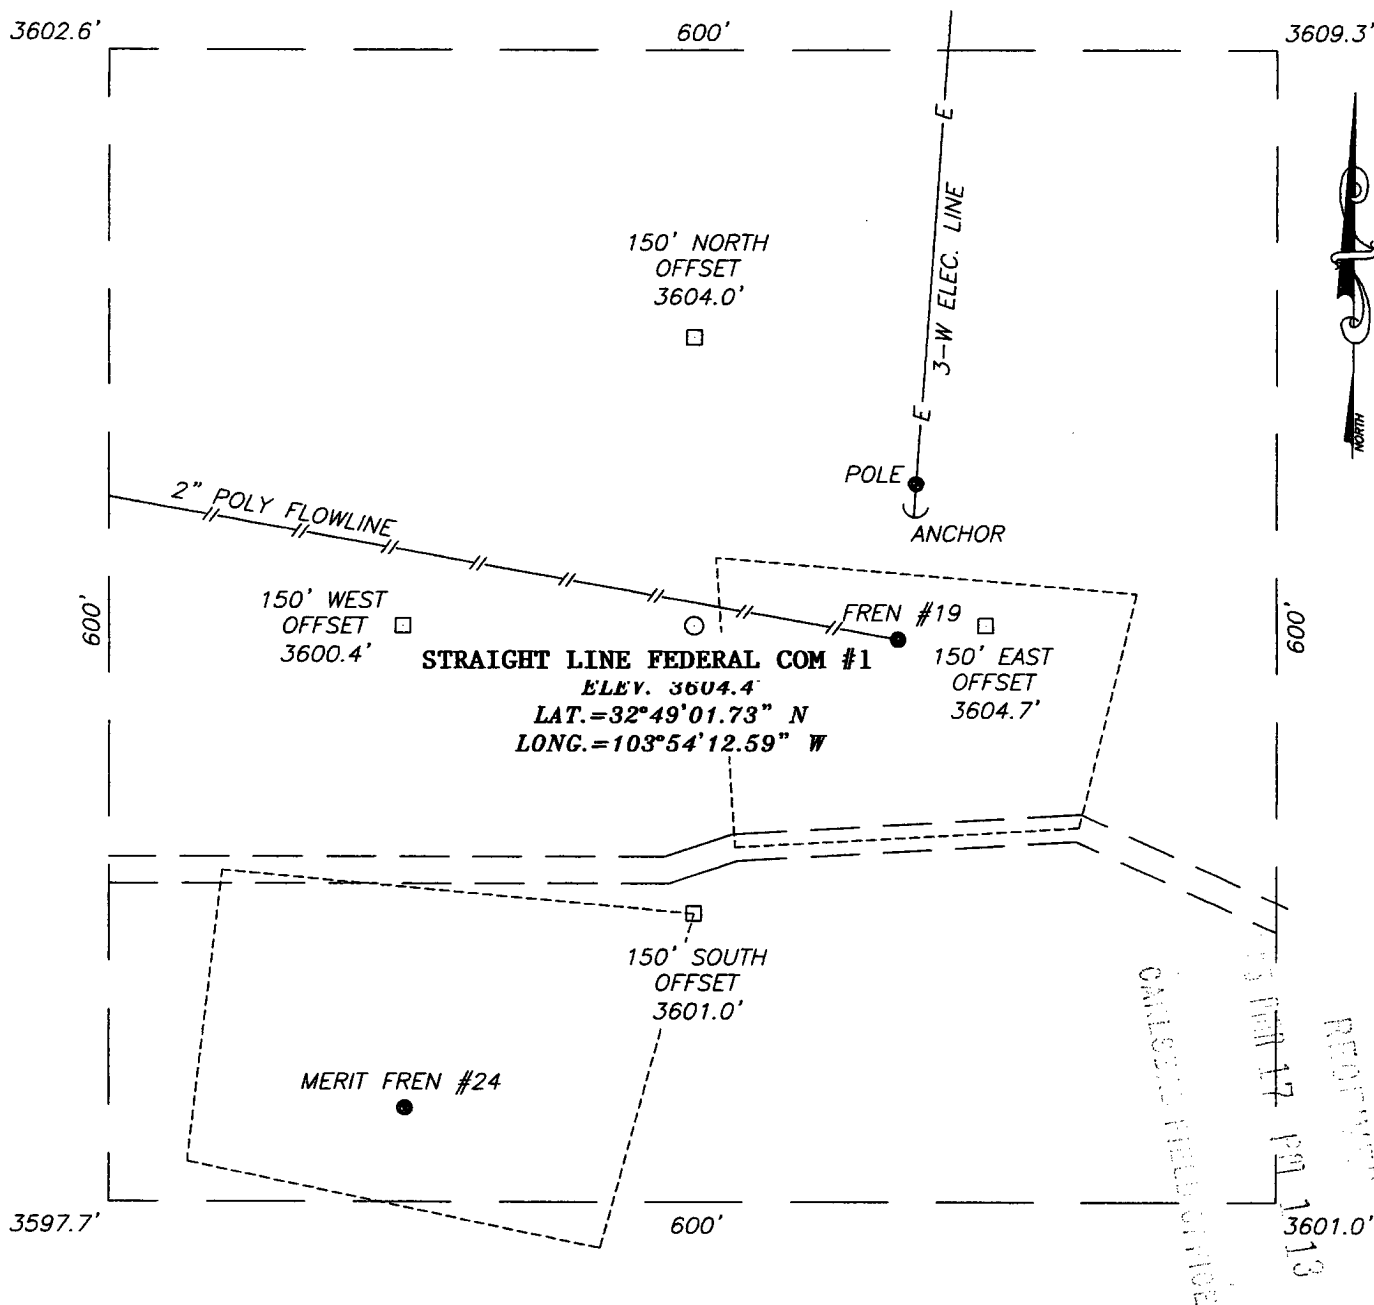 3602.6'
600'
3609.3'
E
3-W ELEC. LINE
E
150' NORTH
OFFSET
3604.0'
NORTH
POLE
ANCHOR
2" POLY FLOWLINE
600'
600'
150' WEST
OFFSET
3600.4'
FREN #19
150' EAST
OFFSET
3604.7'
STRAIGHT LINE FEDERAL COM #1
ELEV. 3604.4'
LAT.=32°49'01.73" N
LONG.=103°54'12.59" W
150' SOUTH
OFFSET
3601.0'
MERIT FREN #24
3597.7'
600'
3601.0'
17 PM 1 13